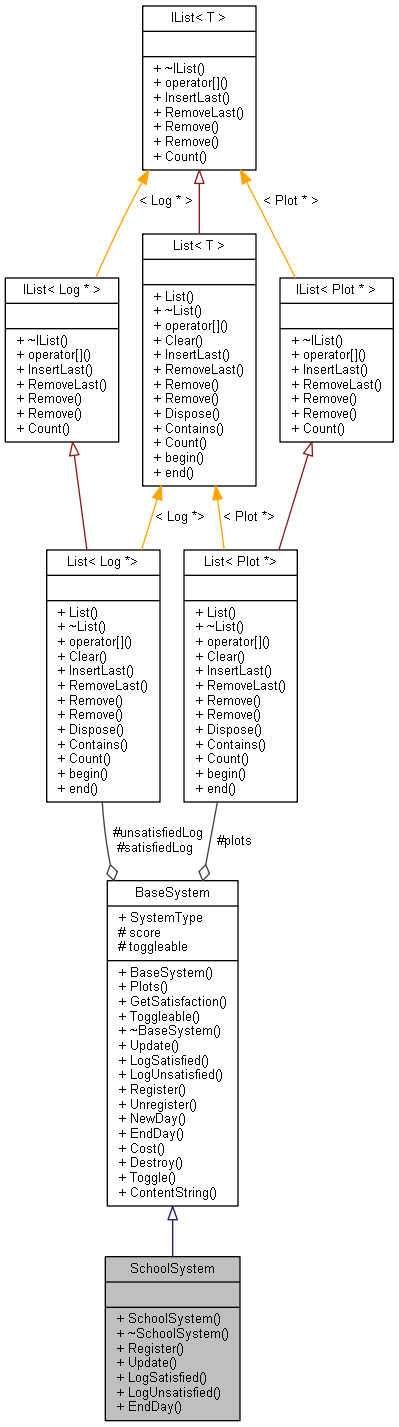 IList< T >
+ ~IList()
+ operator[]()
+ InsertLast()
+ RemoveLast()
+ Remove()
+ Remove()
+ Count()
< Log * >
< Plot * >
List< T >
+ List()
+ ~List()
+ operator[]()
+ Clear()
+ InsertLast()
+ RemoveLast()
+ Remove()
+ Remove()
+ Dispose()
+ Contains()
+ Count()
+ begin()
+ end()
IList< Log * >
+ ~IList()
+ operator[]()
+ InsertLast()
+ RemoveLast()
+ Remove()
+ Remove()
+ Count()
IList< Plot * >
+ ~IList()
+ operator[]()
+ InsertLast()
+ RemoveLast()
+ Remove()
+ Remove()
+ Count()
< Log *>
< Plot *>
List< Log *>
+ List()
+ ~List()
+ operator[]()
+ Clear()
+ InsertLast()
+ RemoveLast()
+ Remove()
+ Remove()
+ Dispose()
+ Contains()
+ Count()
+ begin()
+ end()
List< Plot *>
+ List()
+ ~List()
+ operator[]()
+ Clear()
+ InsertLast()
+ RemoveLast()
+ Remove()
+ Remove()
+ Dispose()
+ Contains()
+ Count()
+ begin()
+ end()
#unsatisfiedLog
#satisfiedLog
#plots
BaseSystem
+ SystemType
# score
# toggleable
+ BaseSystem()
+ Plots()
+ GetSatisfaction()
+ Toggleable()
+ ~BaseSystem()
+ Update()
+ LogSatisfied()
+ LogUnsatisfied()
+ Register()
+ Unregister()
+ NewDay()
+ EndDay()
+ Cost()
+ Destroy()
+ Toggle()
+ ContentString()
SchoolSystem
+ SchoolSystem()
+ ~SchoolSystem()
+ Register()
+ Update()
+ LogSatisfied()
+ LogUnsatisfied()
+ EndDay()